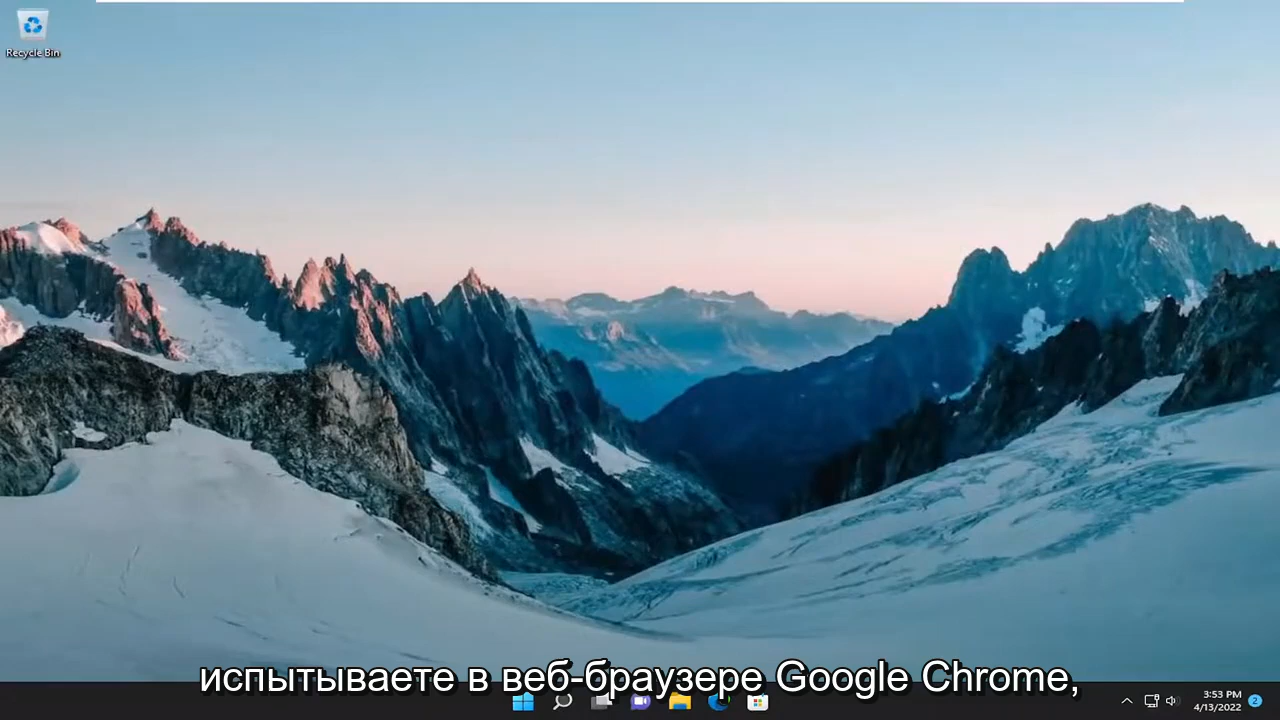 Recycle Bin
испытываете в веб-браузере Google Chrome,
3:53 PM
4/13/2022
2